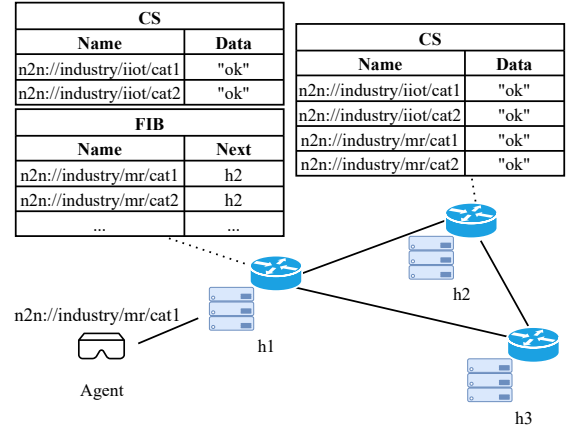 CS
Name Data
n2n://industry/iiot/cat1 "ok"
n2n://industry/iiot/cat2 "ok"
FIB
Name Next
n2n://industry/mr/cat1 h2
n2n://industry/mr/cat2 h2
... ...
CS
Name Data
n2n://industry/iiot/cat1 "ok"
n2n://industry/iiot/cat2 "ok"
n2n://industry/mr/cat1 "ok"
n2n://industry/mr/cat2 "ok"
h2
n2n://industry/mr/cat1
h1
Agent
h3